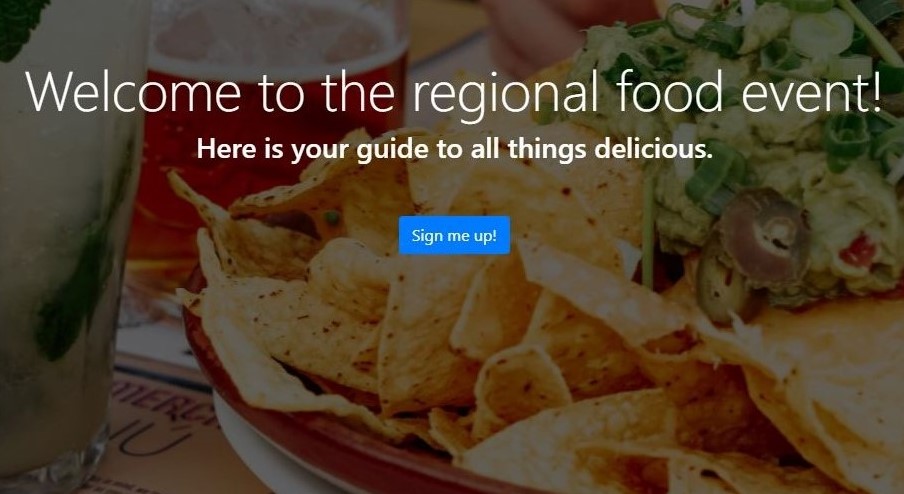 Welcome to the regional food event!
Here is your guide to all things delicious.
Sign me up!